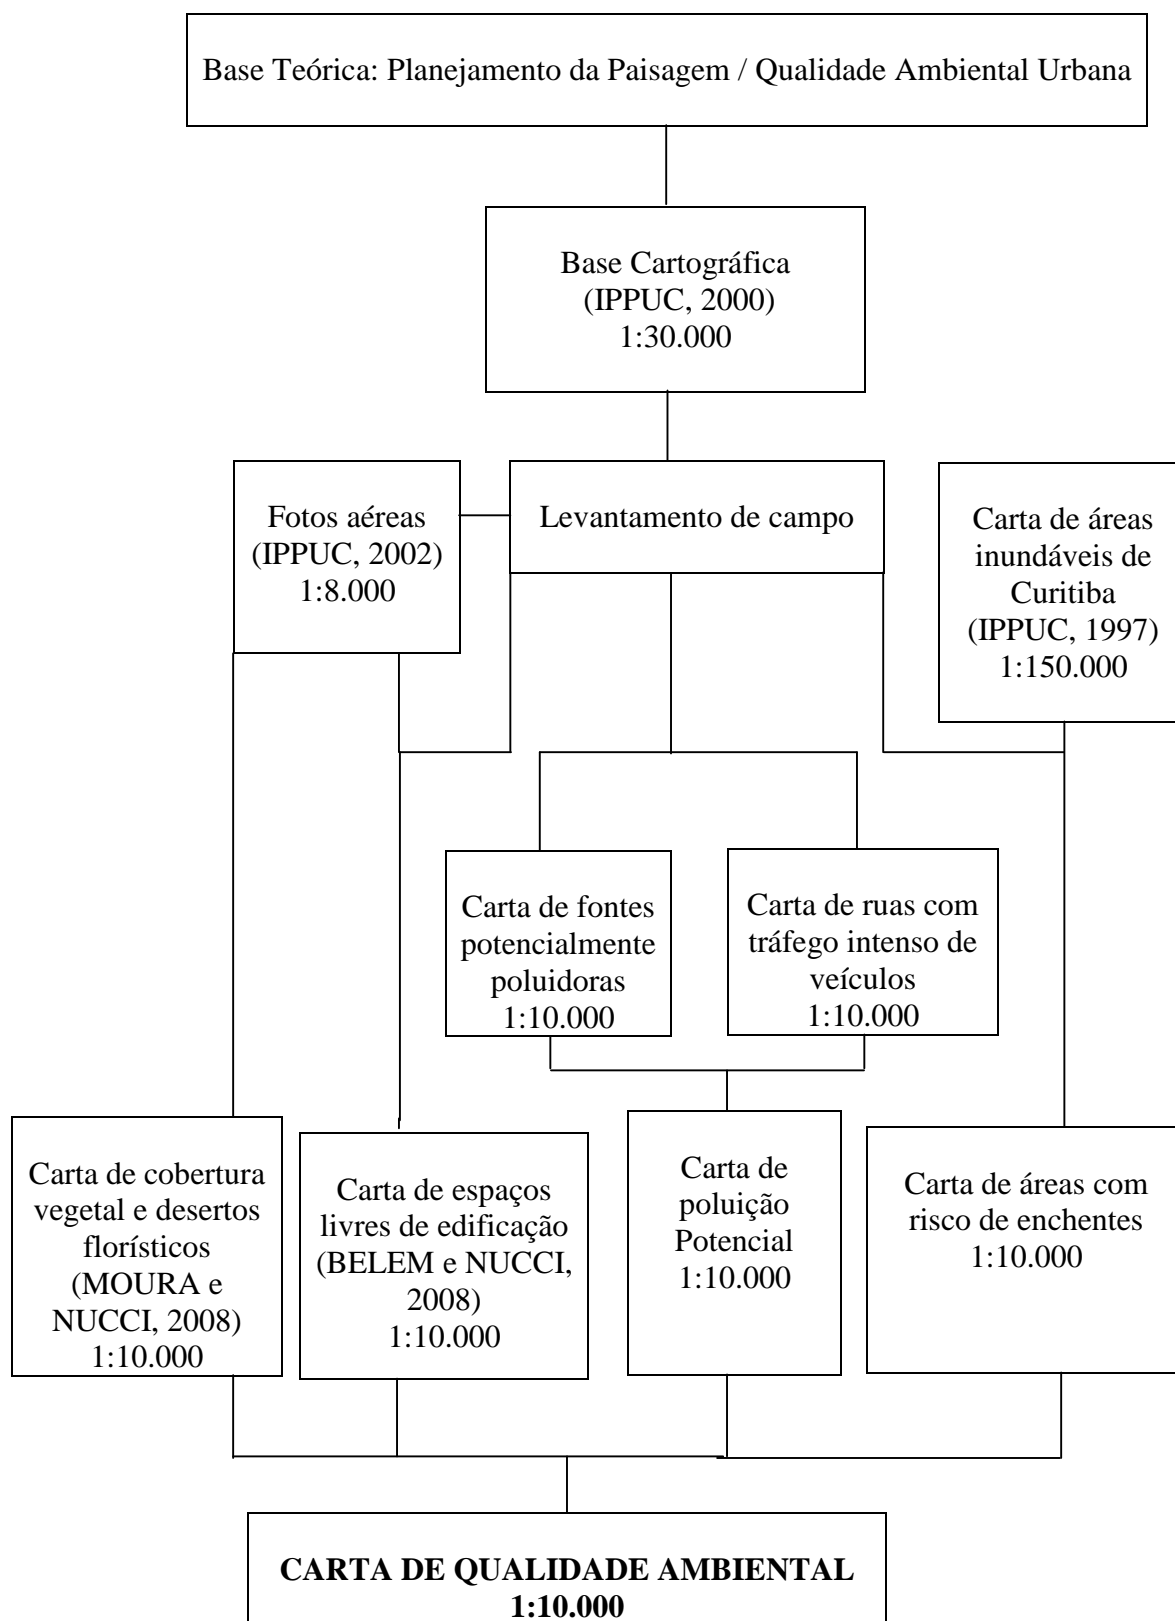 Base Teórica: Planejamento da Paisagem / Qualidade Ambiental Urbana
Base Cartográfica
(IPPUC, 2000)
1:30.000
Fotos aéreas
(IPPUC, 2002)
1:8.000
Levantamento de campo
Carta de áreas
inundáveis de
Curitiba
(IPPUC, 1997)
1:150.000
Carta de fontes
potencialmente
poluidoras
1:10.000
Carta de ruas com
tráfego intenso de
veículos
1:10.000
Carta de cobertura
vegetal e desertos
florísticos
(MOURA e
NUCCI, 2008)
1:10.000
Carta de espaços
livres de edificação
(BELEM e NUCCI,
2008)
1:10.000
Carta de
poluição
Potencial
1:10.000
Carta de áreas com
risco de enchentes
1:10.000
CARTA DE QUALIDADE AMBIENTAL
1:10.000